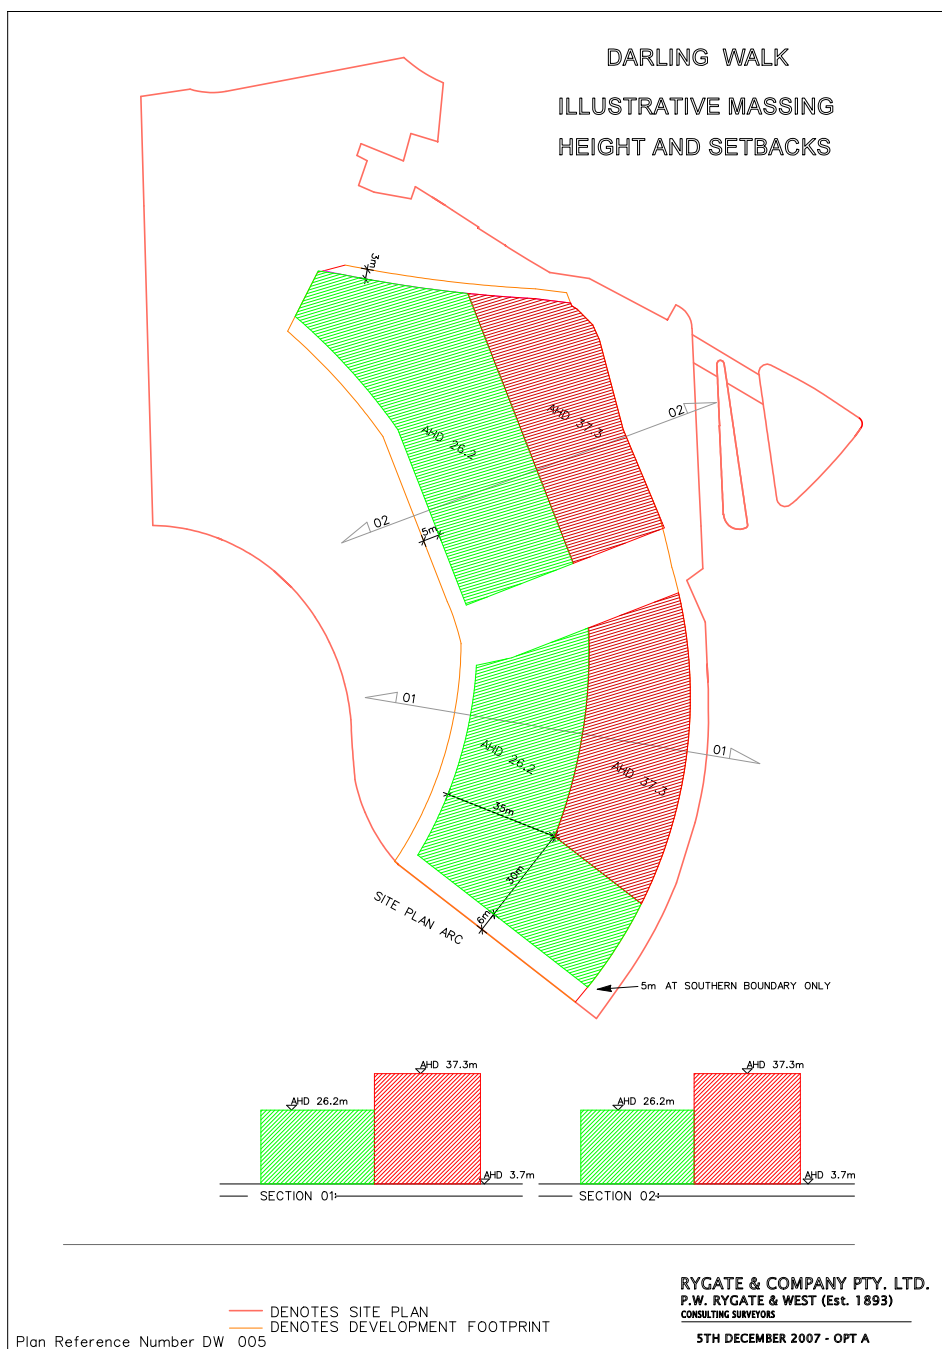 DARLING WALK
ILLUSTRATIVE MASSING
HEIGHT AND SETBACKS
3m
AHD 37.3
02
AHD 26.2
02
5m
01
01
AHD 26.2
AHD 37.3
35m
30m
6m
SITE PLAN ARC
5m AT SOUTHERN BOUNDARY ONLY
AHD 37.3m
AHD 26.2m
AHD 3.7m
SECTION 01
AHD 37.3m
AHD 26.2m
AHD 3.7m
SECTION 02
DENOTES SITE PLAN
DENOTES DEVELOPMENT FOOTPRINT
Plan Reference Number DW 005
RYGATE & COMPANY PTY. LTD.
P.W. RYGATE & WEST (Est. 1893)
CONSULTING SURVEYORS
5TH DECEMBER 2007 - OPT A